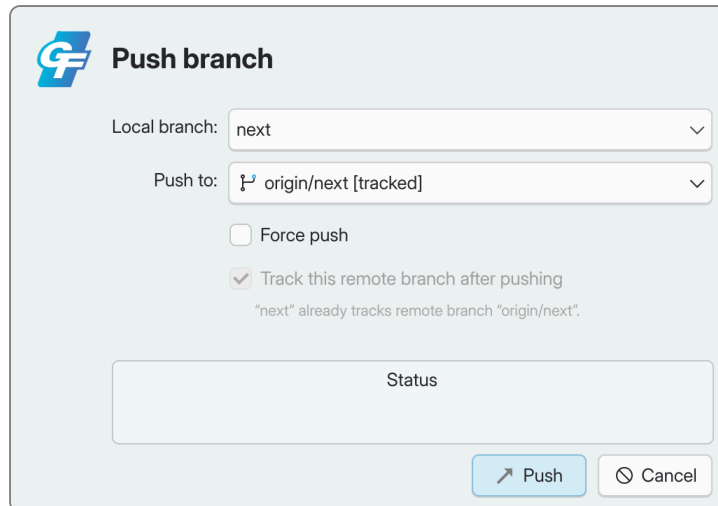 GF
Push branch
Local branch: next
Push to: origin/next [tracked]
Force push
Track this remote branch after pushing
“next” already tracks remote branch “origin/next”.
Status
Push Cancel